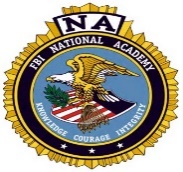 NA
FBI NATIONAL ACADEMY
KNOWLEDGE COURAGE INTEGRITY